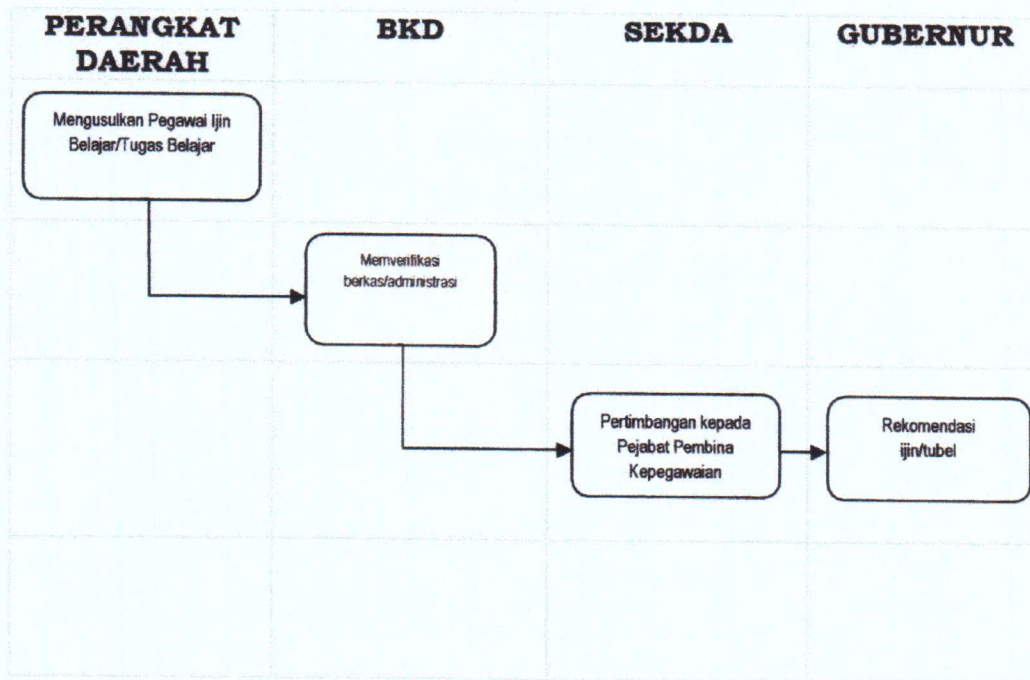 PERANGKAT
DAERAH
BKD
SEKDA
GUBERNUR
Mengusulkan Pegawai Ijin
Belajar/Tugas Belajar
Memverifikasi
berkas/administrasi
Pertimbangan kepada
Pejabat Pembina
Kepegawaian
Rekomendasi
ijin/tubel